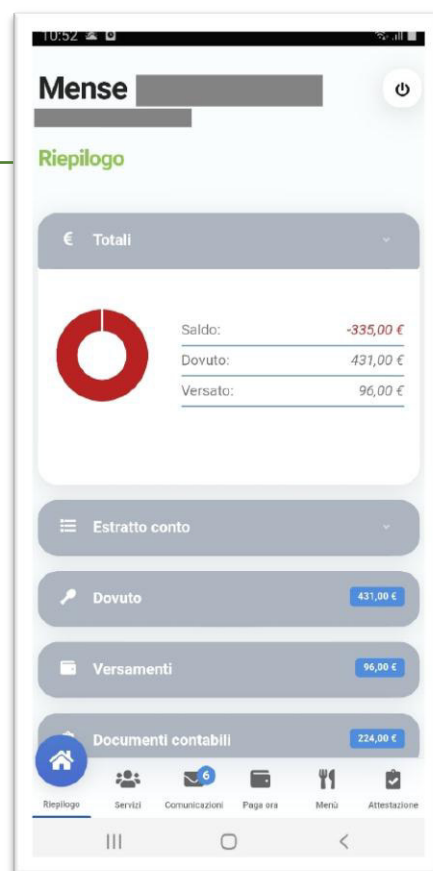 10:52
Mense
Riepilogo
€ Totali
Saldo: -335,00 €
Dovuto: 431,00 €
Versato: 96,00 €
Estratto conto
Dovuto 431,00 €
Versamenti 96,00 €
Documenti contabili 224,00 €
6
Riepilogo Servizi Comunicazioni Paga ora Menù Attestazione